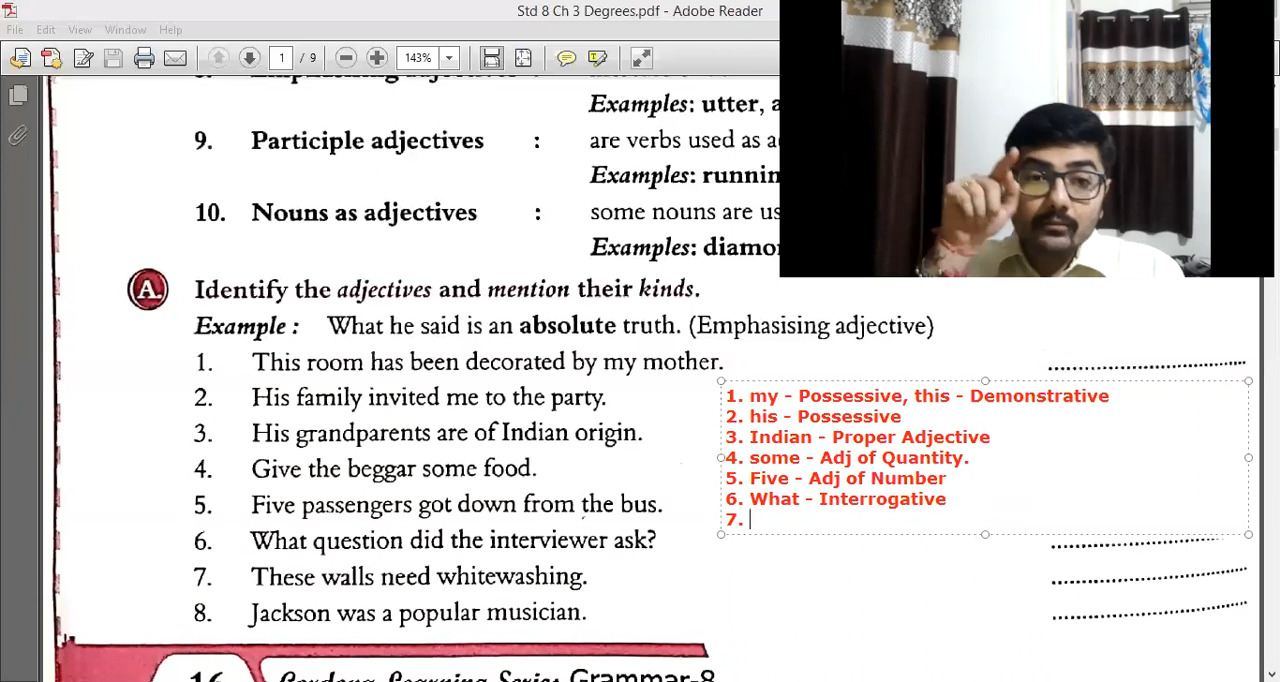 Std 8 Ch 3 Degrees.pdf - Adobe Reader
File Edit View Window Help
1 / 9 143%
Examples: utter, a
9. Participle adjectives : are verbs used as a
Examples: runnin
10. Nouns as adjectives : some nouns are us
Examples: diamo
A. Identify the adjectives and mention their kinds.
Example : What he said is an absolute truth. (Emphasising adjective)
1. This room has been decorated by my mother.
2. His family invited me to the party.
3. His grandparents are of Indian origin.
4. Give the beggar some food.
5. Five passengers got down from the bus.
6. What question did the interviewer ask?
7. These walls need whitewashing.
8. Jackson was a popular musician.
1. my - Possessive, this - Demonstrative
2. his - Possessive
3. Indian - Proper Adjective
4. some - Adj of Quantity.
5. Five - Adj of Number
6. What - Interrogative
7.
16 Cordova Learning Series Grammar-8